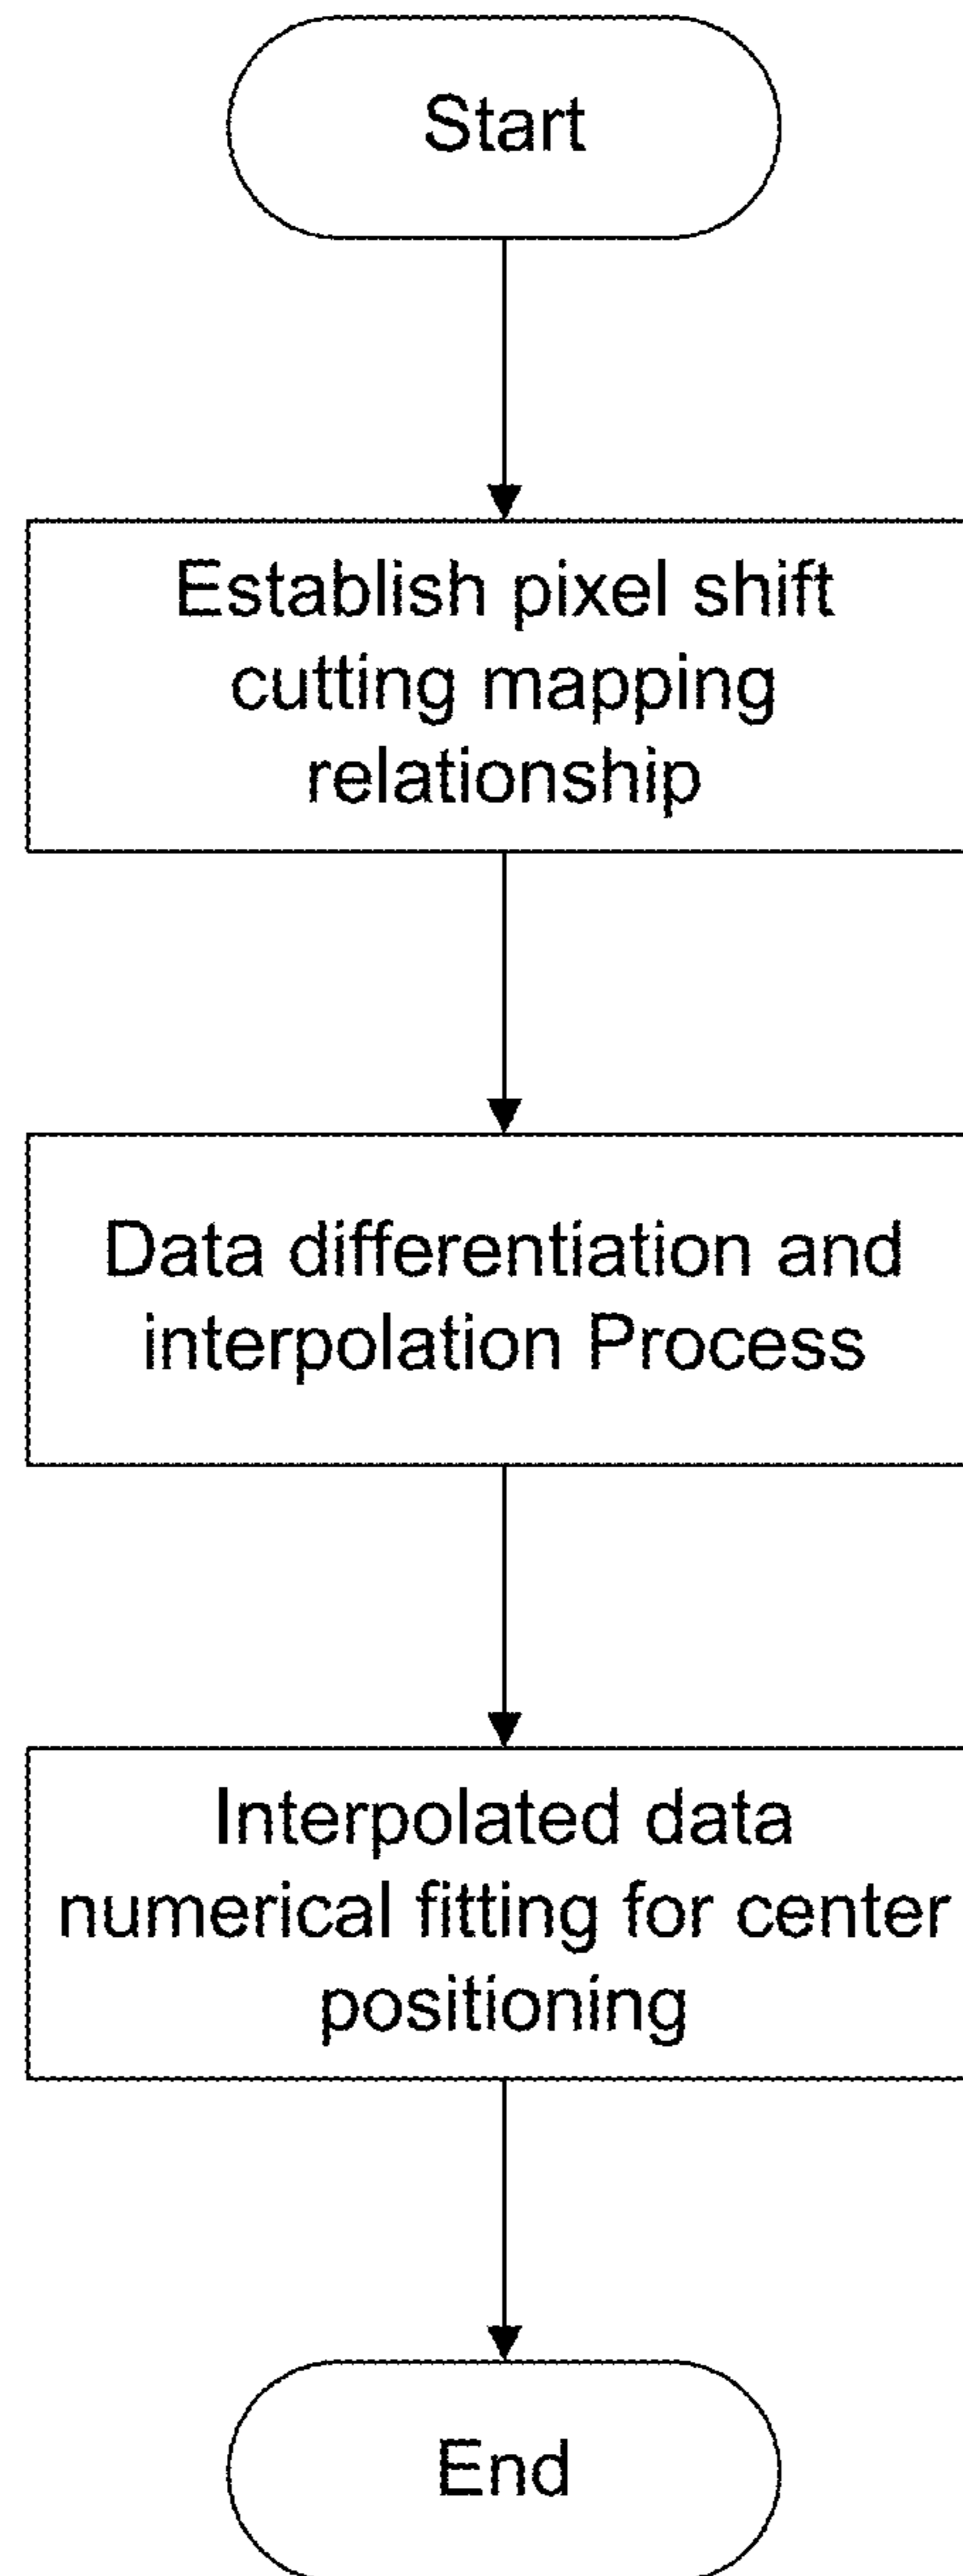 Start
Establish pixel shift
cutting mapping
relationship
Data differentiation and
interpolation Process
Interpolated data
numerical fitting for center
positioning
End